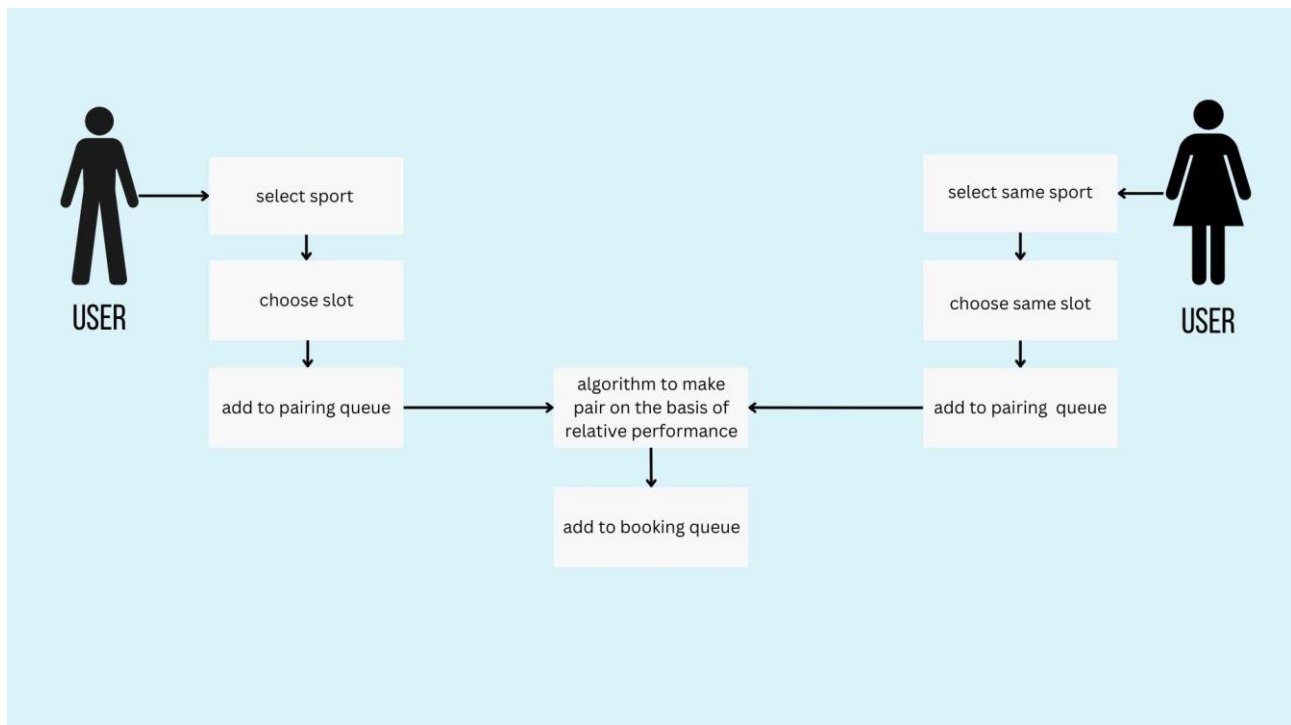 select sport
choose slot
add to pairing queue
USER
algorithm to make
pair on the basis of
relative performance
add to booking queue
select same sport
choose same slot
add to pairing  queue
USER